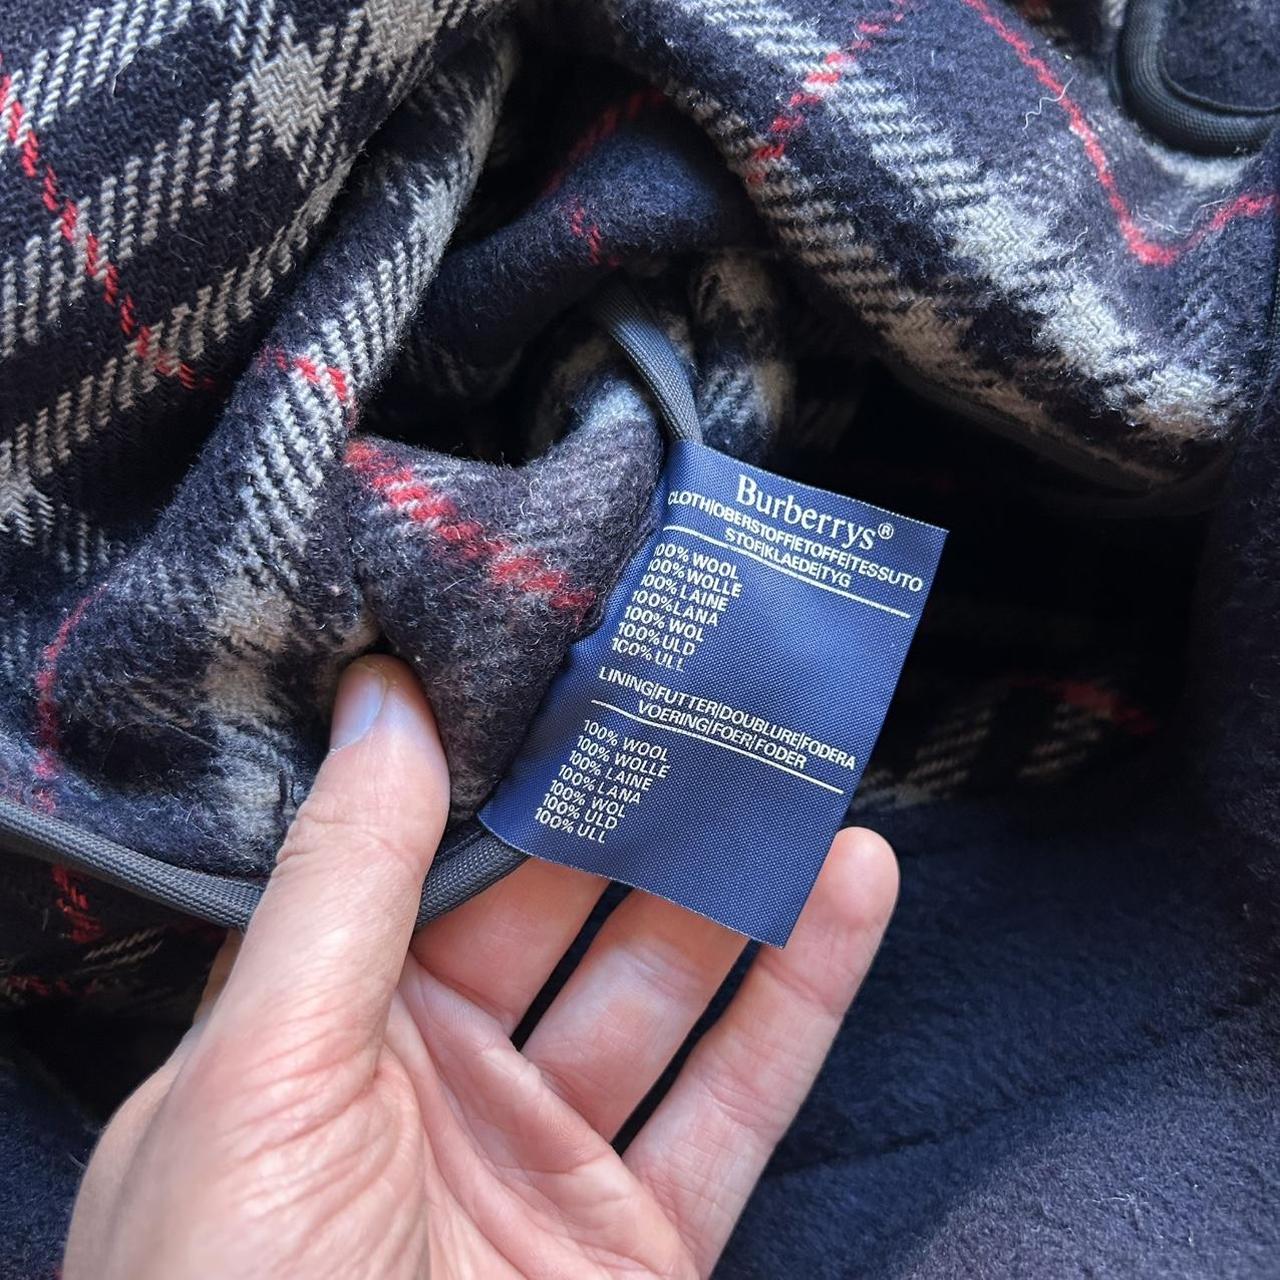 Burberrys®
CLOTH|OBERSTOFF|ETOFFE|TESSUTO
STOF|KLAEDE|TYG
100% WOOL
100% WOLLE
100% LAINE
100% LANA
100% WOL
100% ULD
100% ULL
LINING|FUTTER|DOUBLURE|FODERA
VOERING|FOER|FODER
100% WOOL
100% WOLLE
100% LAINE
100% LANA
100% WOL
100% ULD
100% ULL